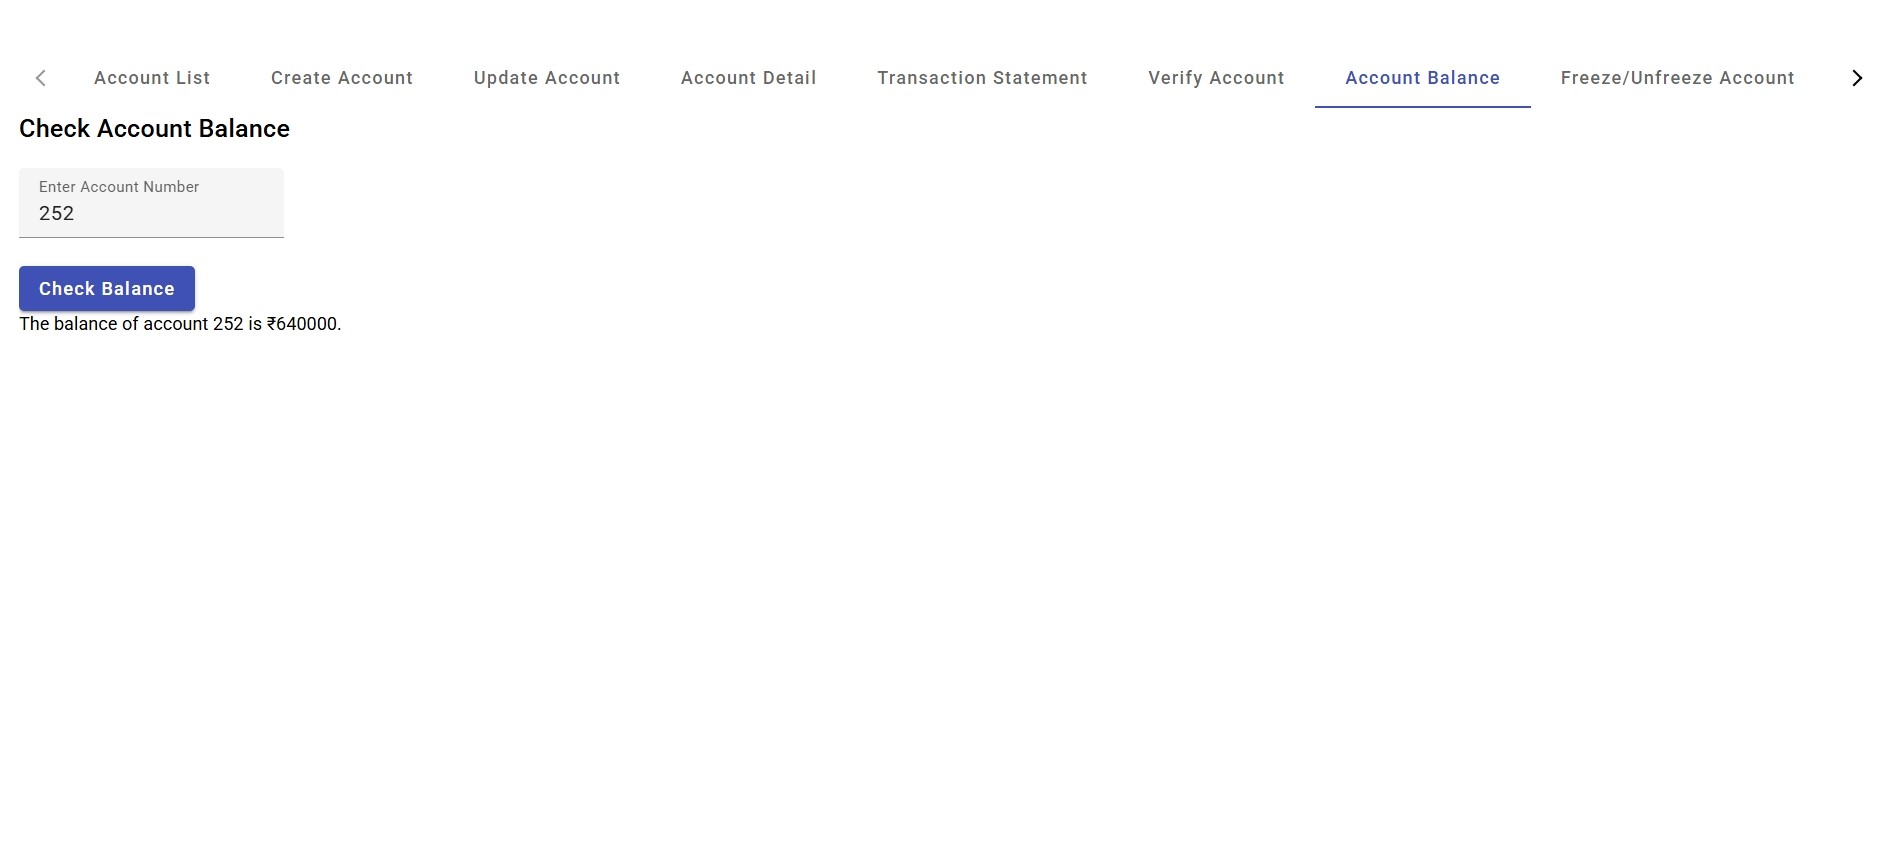 Account List Create Account Update Account Account Detail Transaction Statement Verify Account Account Balance Freeze/Unfreeze Account
Check Account Balance
Enter Account Number
252
Check Balance
The balance of account 252 is ₹640000.